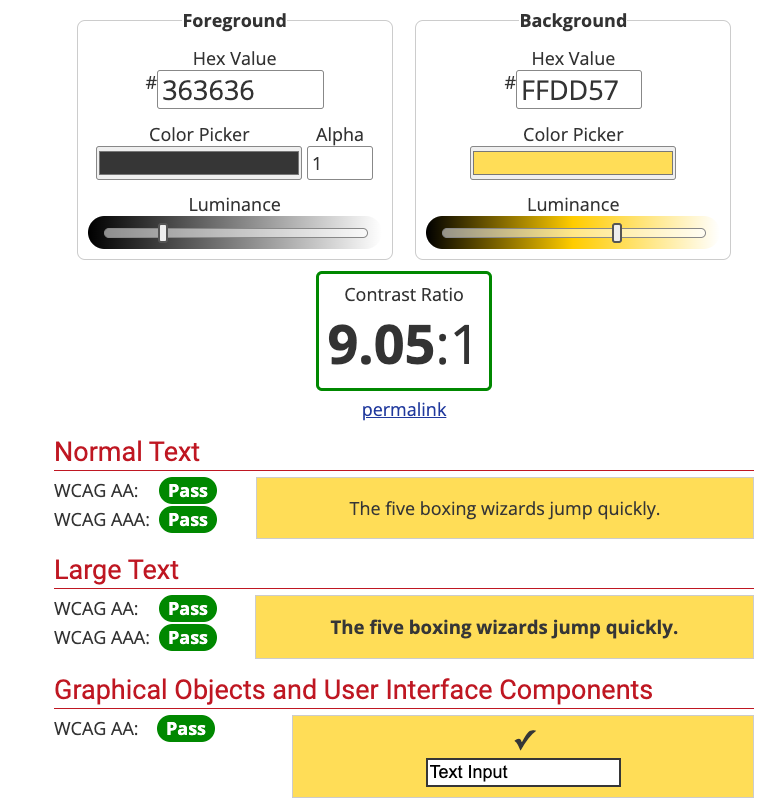 Foreground
Hex Value
#363636
Color Picker
Alpha
1
Luminance
Background
Hex Value
#FFDD57
Color Picker
Luminance
Contrast Ratio
9.05:1
permalink
Normal Text
WCAG AA: Pass
WCAG AAA: Pass
The five boxing wizards jump quickly.
Large Text
WCAG AA: Pass
WCAG AAA: Pass
The five boxing wizards jump quickly.
Graphical Objects and User Interface Components
WCAG AA: Pass
✔
Text Input